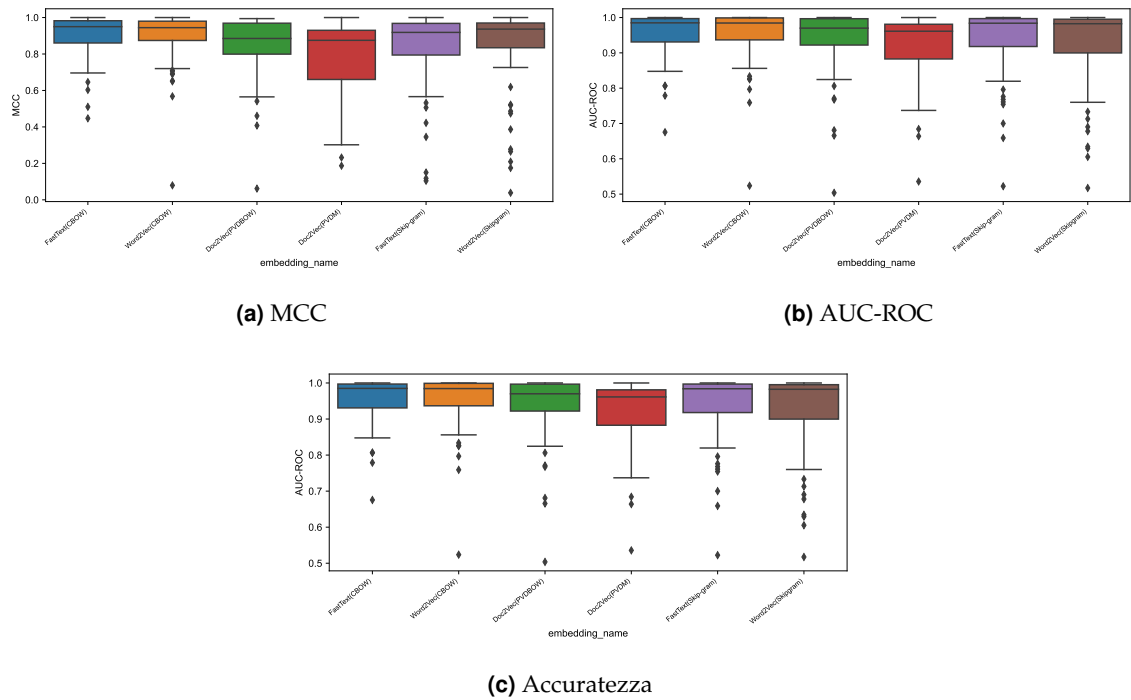 1.0
0.8
0.6
0.4
0.2
0.0
MCC
FastText(CBOW)
Word2Vec(CBOW)
Doc2Vec(PVDBOW)
Doc2Vec(PVDM)
FastText(Skip-gram)
Word2Vec(Skipgram)
embedding_name
(a) MCC
1.0
0.9
0.8
0.7
0.6
0.5
AUC-ROC
FastText(CBOW)
Word2Vec(CBOW)
Doc2Vec(PVDBOW)
Doc2Vec(PVDM)
FastText(Skip-gram)
Word2Vec(Skipgram)
embedding_name
(b) AUC-ROC
1.0
0.9
0.8
0.7
0.6
0.5
AUC-ROC
FastText(CBOW)
Word2Vec(CBOW)
Doc2Vec(PVDBOW)
Doc2Vec(PVDM)
FastText(Skip-gram)
Word2Vec(Skipgram)
embedding_name
(c) Accuratezza